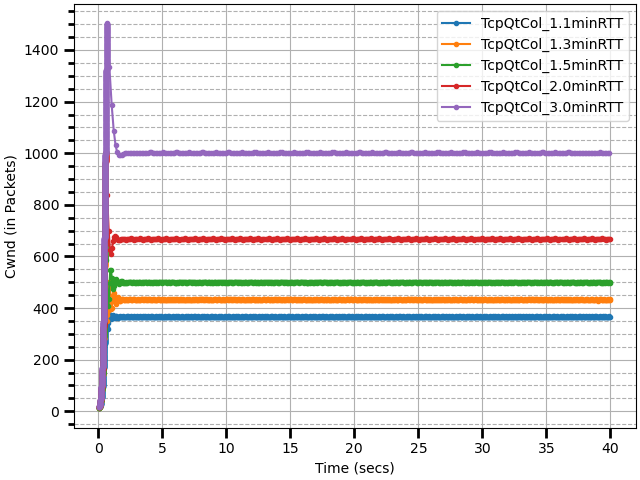 TcpQtCol_1.1minRTT
TcpQtCol_1.3minRTT
TcpQtCol_1.5minRTT
TcpQtCol_2.0minRTT
TcpQtCol_3.0minRTT
Cwnd (in Packets)
1400
1200
1000
800
600
400
200
0
0 5 10 15 20 25 30 35 40
Time (secs)